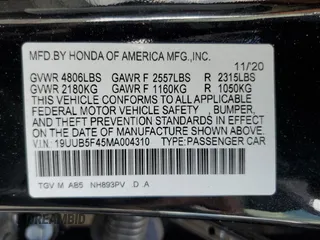 MFD.BY HONDA OF AMERICA MFG.,INC.
11/20
GVWR 4806LBS GAWR F 2557LBS R 2315LBS
GVWR 2180KG GAWR F 1160KG R 1050KG
THIS VEHICLE CONFORMS TO ALL APPLICABLE
FEDERAL MOTOR VEHICLE SAFETY , BUMPER,
AND THEFT PREVENTION STANDARDS IN EFFECT
ON THE DATE OF MANUFACTURE SHOWN ABOVE.
V.I.N: 19UUB5F45MA004310 TYPE:PASSENGER CAR
TGV M A85 NH893PV D A
DREAMBID